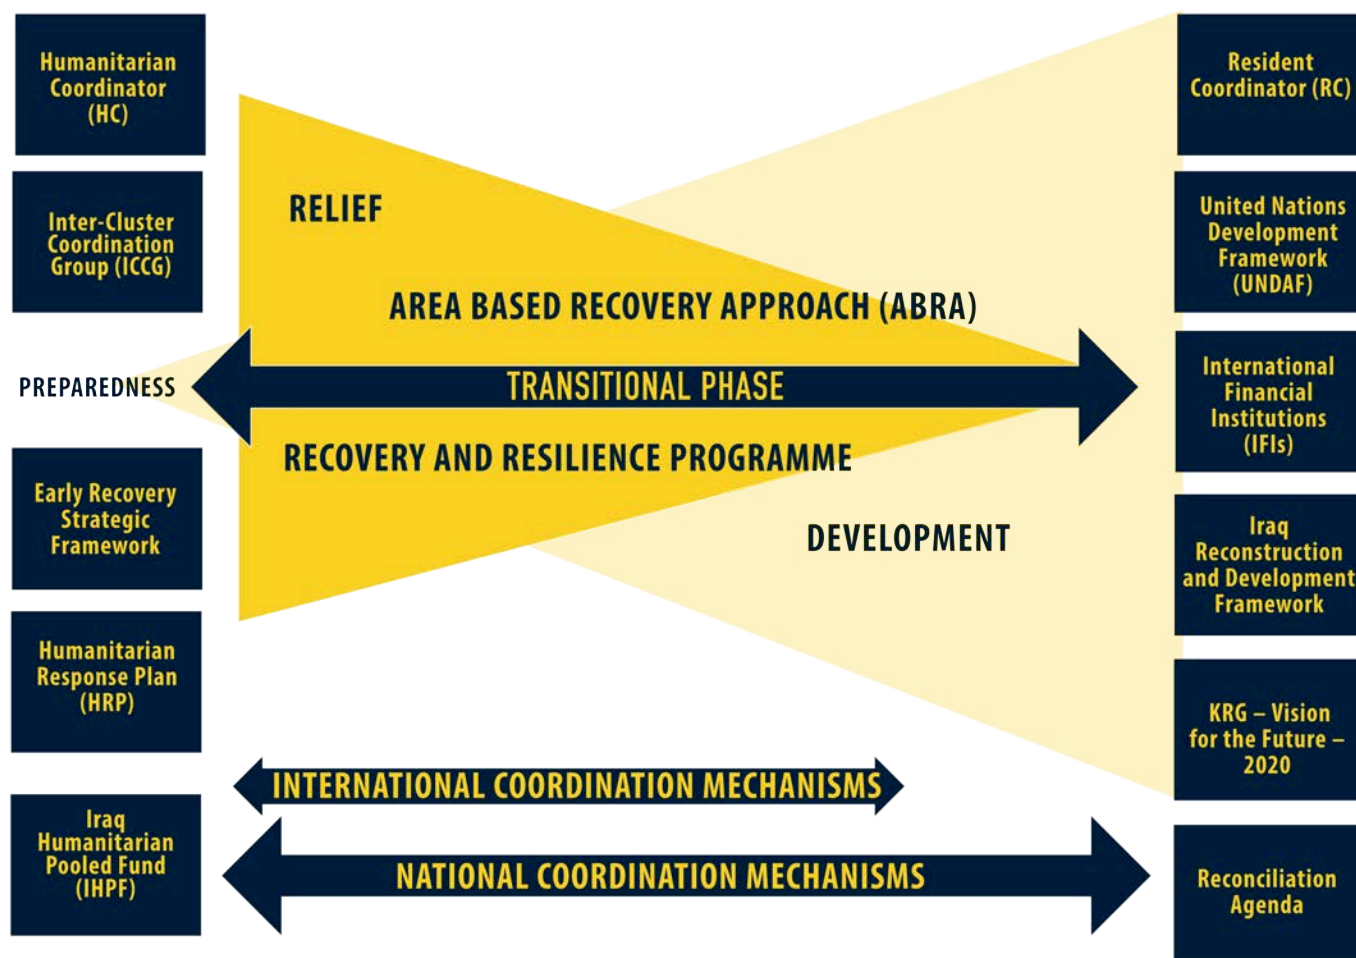 Humanitarian
Coordinator
(HC)
Inter-Cluster
Coordination
Group (ICCG)
PREPAREDNESS
Early Recovery
Strategic
Framework
Humanitarian
Response Plan
(HRP)
Iraq
Humanitarian
Pooled Fund
(IHPF)
RELIEF
AREA BASED RECOVERY APPROACH (ABRA)
TRANSITIONAL PHASE
RECOVERY AND RESILIENCE PROGRAMME
DEVELOPMENT
INTERNATIONAL COORDINATION MECHANISMS
NATIONAL COORDINATION MECHANISMS
Resident
Coordinator (RC)
United Nations
Development
Framework
(UNDAF)
International
Financial
Institutions
(IFIs)
Iraq
Reconstruction
and Development
Framework
KRG – Vision
for the Future –
2020
Reconciliation
Agenda